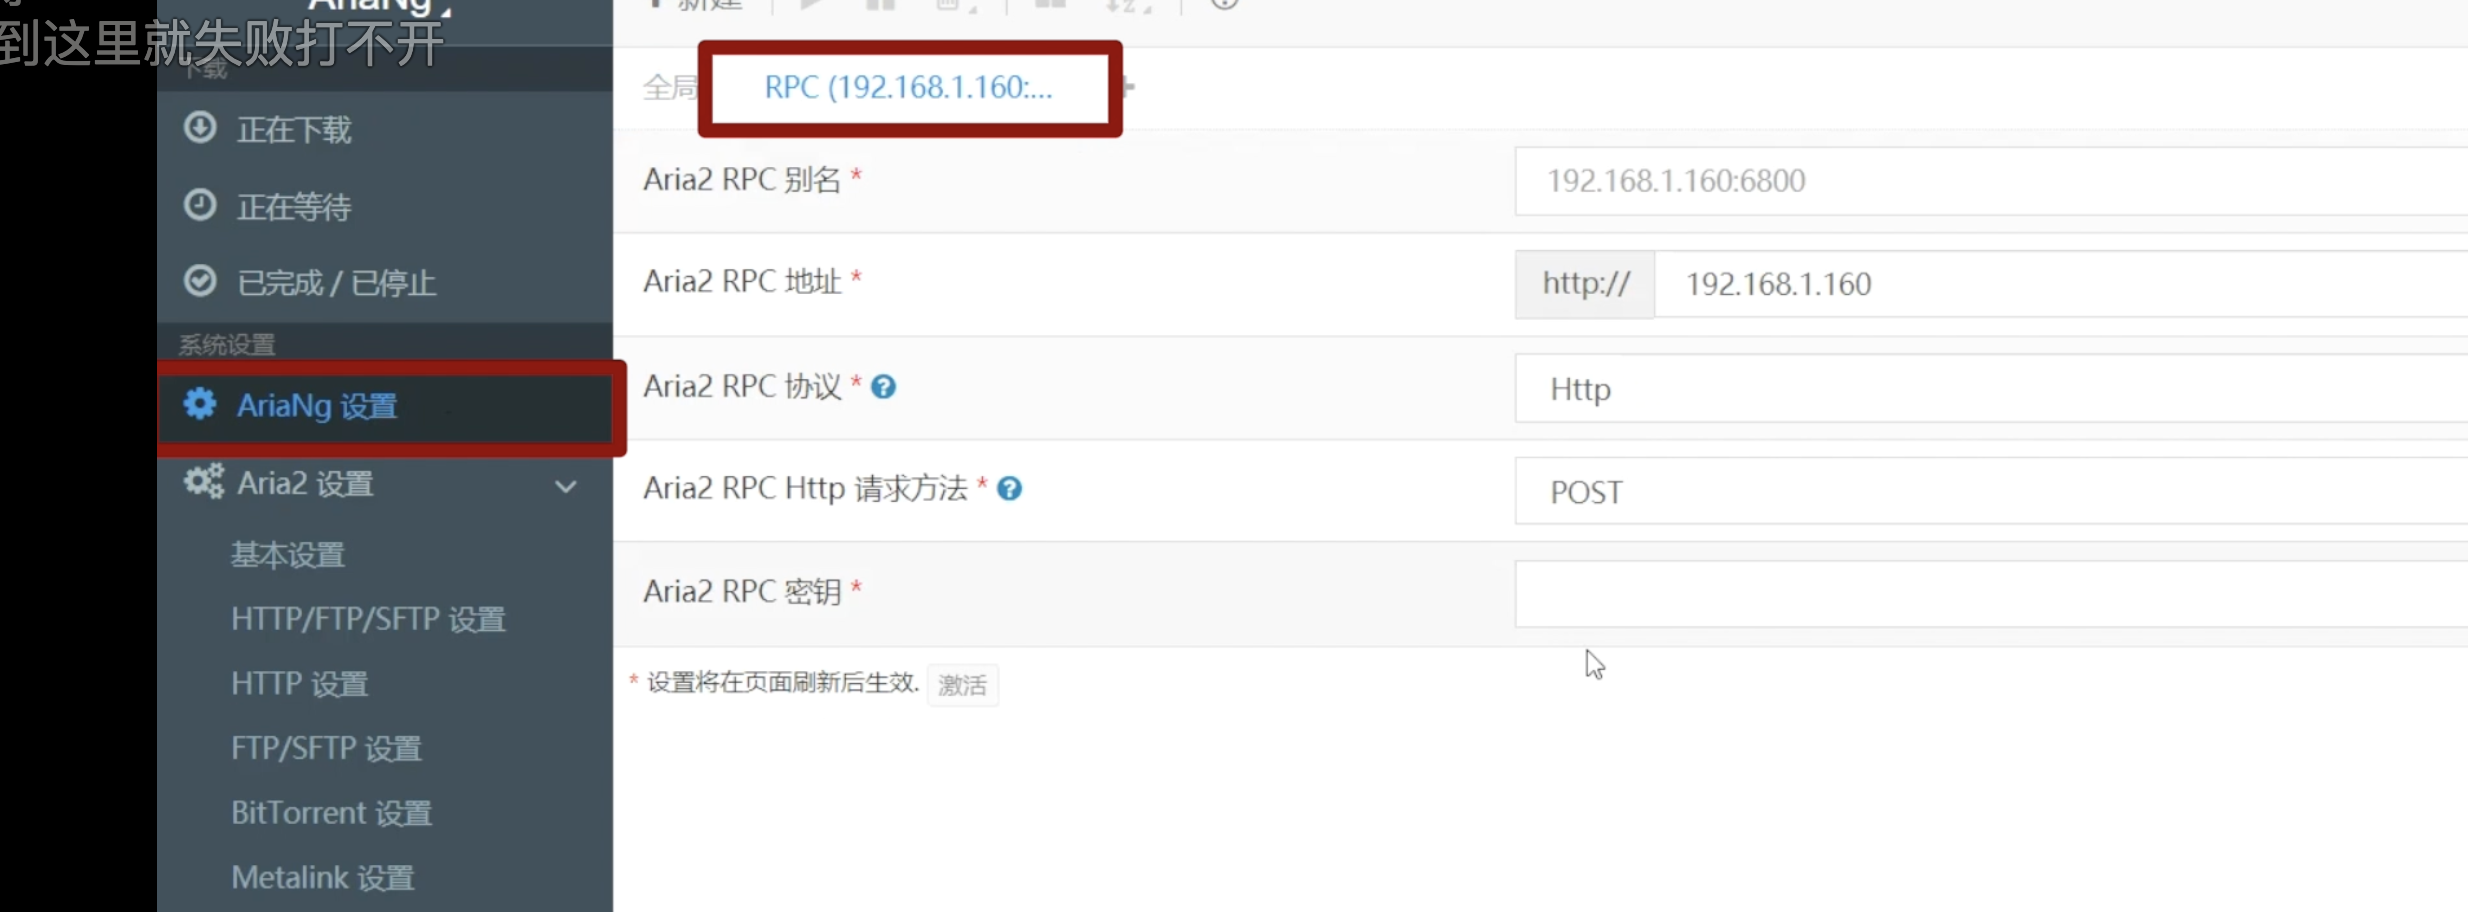 AriaNg
新建
到这里就失败打不开
下载
全局
RPC (192.168.1.160:...
正在下载
Aria2 RPC 别名 *
192.168.1.160:6800
正在等待
已完成 / 已停止
Aria2 RPC 地址 *
http://
192.168.1.160
系统设置
AriaNg 设置
Aria2 RPC 协议 *
Http
Aria2 设置
Aria2 RPC Http 请求方法 *
POST
基本设置
Aria2 RPC 密钥 *
HTTP/FTP/SFTP 设置
HTTP 设置
* 设置将在页面刷新后生效.
激活
FTP/SFTP 设置
BitTorrent 设置
Metalink 设置